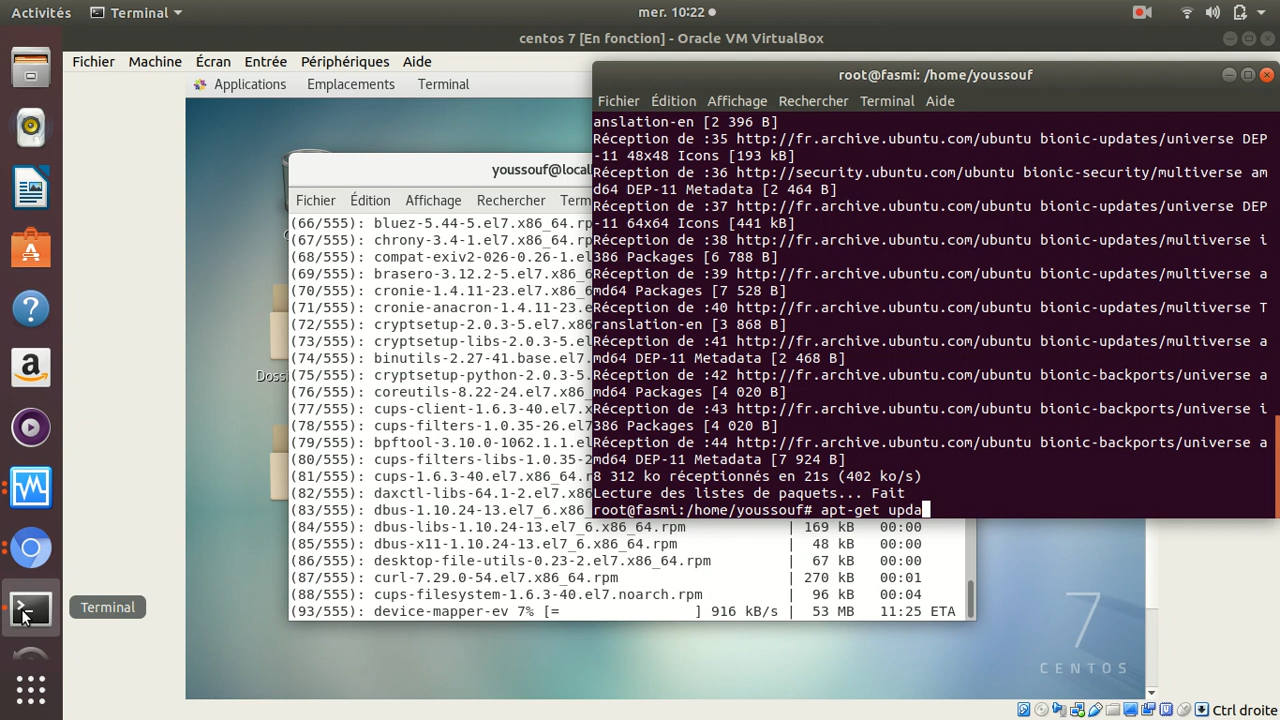 Activités
Terminal
mer. 10:22
centos 7 [En fonction] - Oracle VM VirtualBox
Fichier Machine Écran Entrée Périphériques Aide
Applications Emplacements Terminal
youssouf@local
Fichier Édition Affichage Rechercher Term
(66/555): bluez-5.44-5.el7.x86_64.rp
(67/555): chrony-3.4-1.el7.x86_64.rp
(68/555): compat-exiv2-026-0.26-1.el
(69/555): brasero-3.12.2-5.el7.x86_6
(70/555): cronie-1.4.11-23.el7.x86_6
(71/555): cronie-anacron-1.4.11-23.e
(72/555): cryptsetup-2.0.3-5.el7.x86
(73/555): cryptsetup-libs-2.0.3-5.el
(74/555): binutils-2.27-41.base.el7.
(75/555): cryptsetup-python-2.0.3-5.
(76/555): coreutils-8.22-24.el7.x86_
(77/555): cups-client-1.6.3-40.el7.x
(78/555): cups-filters-1.0.35-26.el7
(79/555): bpftool-3.10.0-1062.1.1.el
(80/555): cups-filters-libs-1.0.35-2
(81/555): cups-1.6.3-40.el7.x86_64.r
(82/555): daxctl-libs-64.1-2.el7.x86
(83/555): dbus-1.10.24-13.el7_6.x86_
(84/555): dbus-libs-1.10.24-13.el7_6.x86_64.rpm | 169 kB 00:00
(85/555): dbus-x11-1.10.24-13.el7_6.x86_64.rpm | 48 kB 00:00
(86/555): desktop-file-utils-0.23-2.el7.x86_64.rpm | 67 kB 00:00
(87/555): curl-7.29.0-54.el7.x86_64.rpm | 270 kB 00:01
(88/555): cups-filesystem-1.6.3-40.el7.noarch.rpm | 96 kB 00:04
(93/555): device-mapper-ev 7% [= ] 916 kB/s | 53 MB 11:25 ETA
root@fasmi: /home/youssouf
Fichier Édition Affichage Rechercher Terminal Aide
anslation-en [2 396 B]
Réception de :35 http://fr.archive.ubuntu.com/ubuntu bionic-updates/universe DEP
-11 48x48 Icons [193 kB]
Réception de :36 http://security.ubuntu.com/ubuntu bionic-security/multiverse am
d64 DEP-11 Metadata [2 464 B]
Réception de :37 http://fr.archive.ubuntu.com/ubuntu bionic-updates/universe DEP
-11 64x64 Icons [441 kB]
Réception de :38 http://fr.archive.ubuntu.com/ubuntu bionic-updates/multiverse i
386 Packages [6 788 B]
Réception de :39 http://fr.archive.ubuntu.com/ubuntu bionic-updates/multiverse a
md64 Packages [7 528 B]
Réception de :40 http://fr.archive.ubuntu.com/ubuntu bionic-updates/multiverse T
ranslation-en [3 868 B]
Réception de :41 http://fr.archive.ubuntu.com/ubuntu bionic-updates/multiverse a
md64 DEP-11 Metadata [2 468 B]
Réception de :42 http://fr.archive.ubuntu.com/ubuntu bionic-backports/universe a
md64 Packages [4 020 B]
Réception de :43 http://fr.archive.ubuntu.com/ubuntu bionic-backports/universe i
386 Packages [4 020 B]
Réception de :44 http://fr.archive.ubuntu.com/ubuntu bionic-backports/universe a
md64 DEP-11 Metadata [7 924 B]
8 312 ko réceptionnés en 21s (402 ko/s)
Lecture des listes de paquets... Fait
root@fasmi:/home/youssouf# apt-get upda
Doss
Terminal
7
CENTOS
Ctrl droite